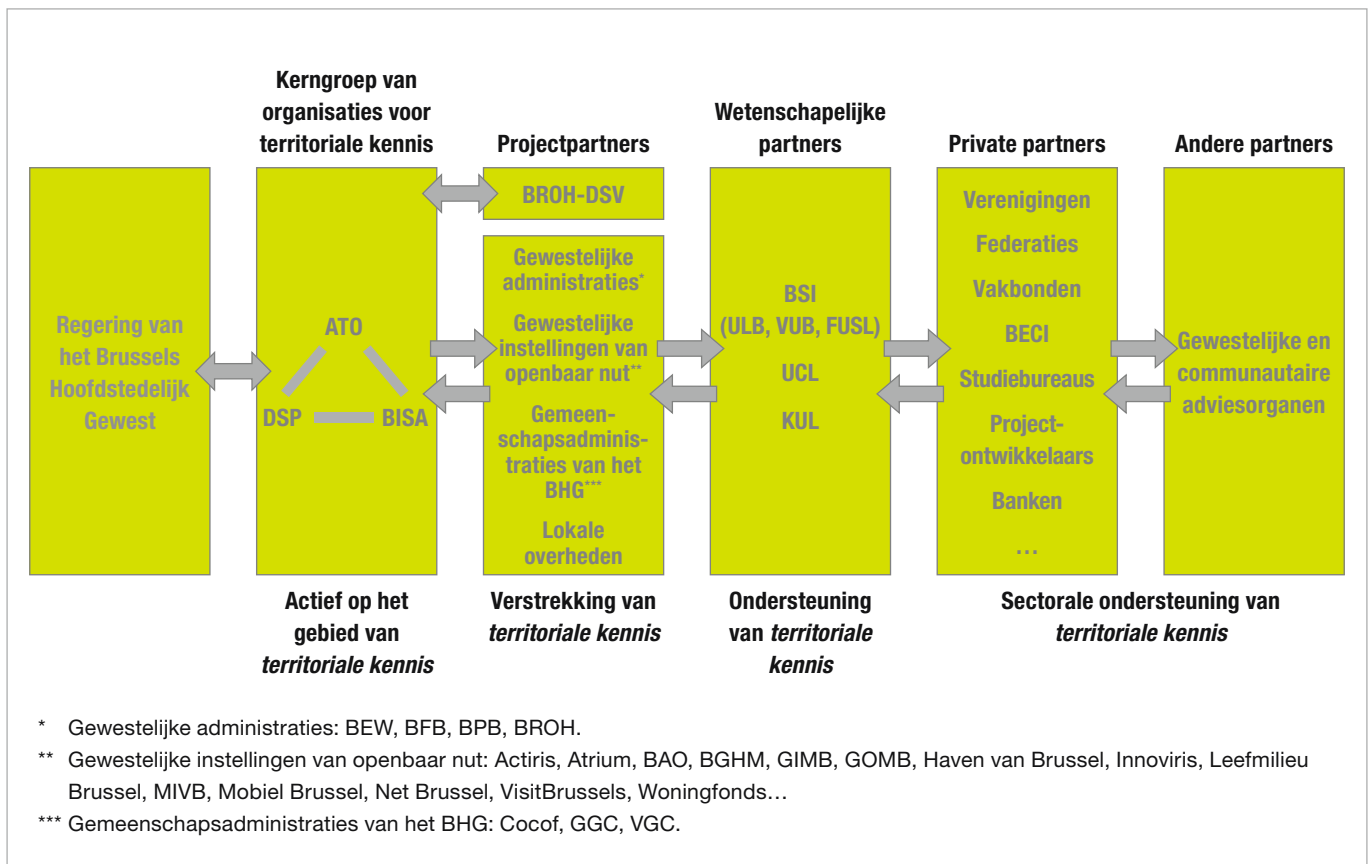 Kerngroep van
organisaties voor
territoriale kennis
Projectpartners
Wetenschapelijke
partners
Private partners
Andere partners
Regering van
het Brussels
Hoofdstedelijk
Gewest
ATO
DSP
BISA
BROH-DSV
Gewestelijke
administraties*
Gewestelijke
instellingen van
openbaar nut**
Gemeen-
schapsadminis-
traties van het
BHG***
Lokale
overheden
BSI
(ULB, VUB, FUSL)
UCL
KUL
Verenigingen
Federaties
Vakbonden
BECI
Studiebureaus
Project-
ontwikkelaars
Banken
…
Gewestelijke en
communautaire
adviesorganen
Actief op het
gebied van
territoriale kennis
Verstrekking van
territoriale kennis
Ondersteuning
van territoriale
kennis
Sectorale ondersteuning van
territoriale kennis
* Gewestelijke administraties: BEW, BFB, BPB, BROH.
** Gewestelijke instellingen van openbaar nut: Actiris, Atrium, BAO, BGHM, GIMB, GOMB, Haven van Brussel, Innoviris, Leefmilieu
Brussel, MIVB, Mobiel Brussel, Net Brussel, VisitBrussels, Woningfonds…
*** Gemeenschapsadministraties van het BHG: Cocof, GGC, VGC.